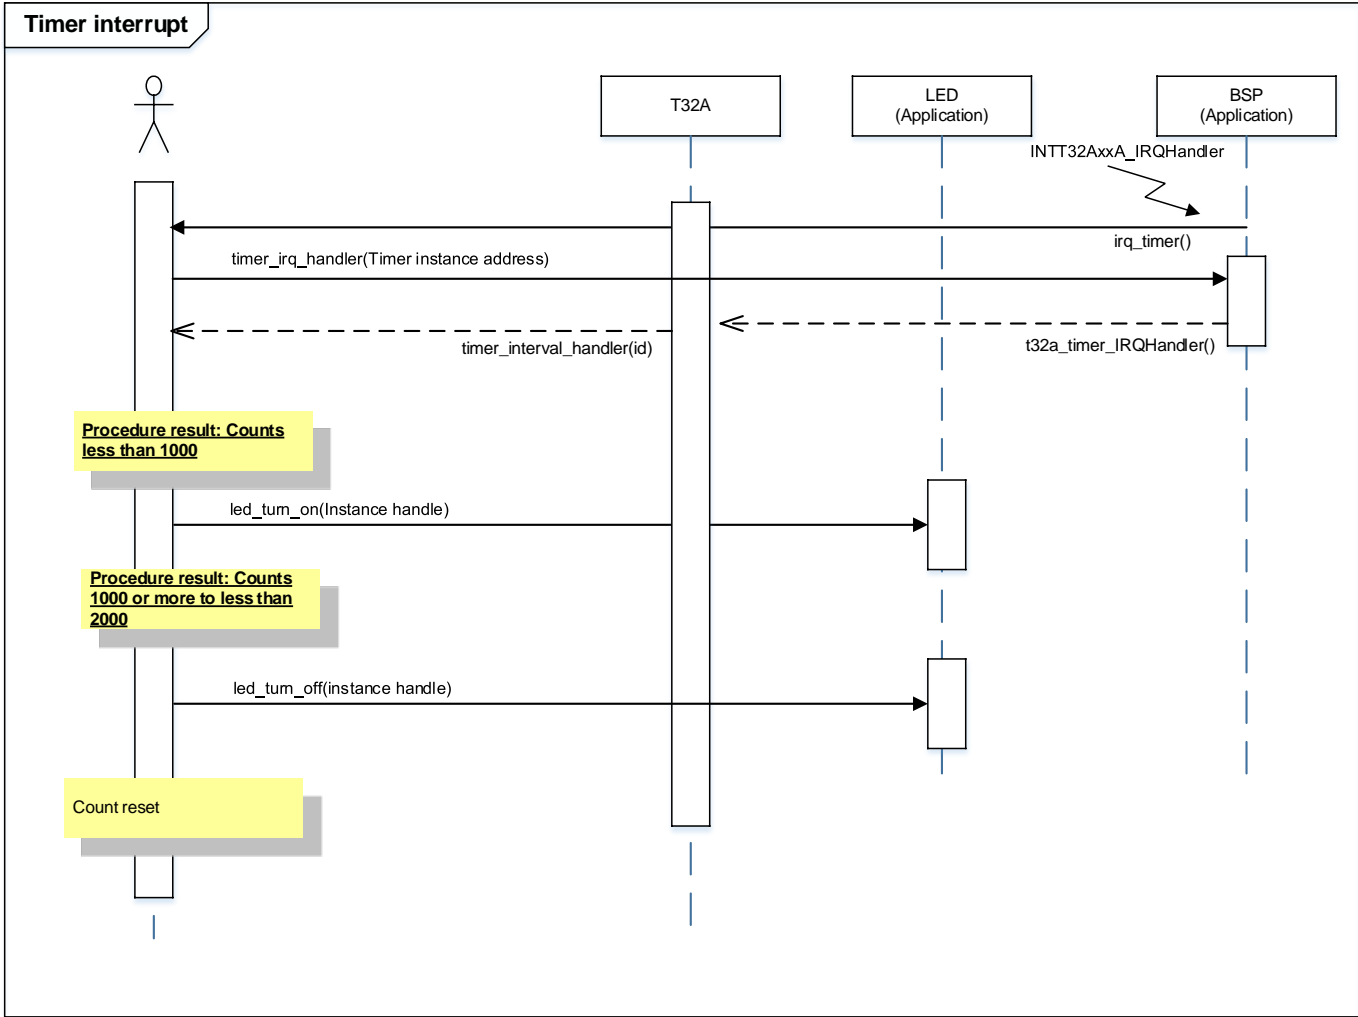 Timer interrupt
T32A
LED
(Application)
BSP
(Application)
INTT32AxxA_IRQHandler
irq_timer()
timer_irq_handler(Timer instance address)
t32a_timer_IRQHandler()
timer_interval_handler(id)
Procedure result: Counts
less than 1000
led_turn_on(Instance handle)
Procedure result: Counts
1000 or more to less than
2000
led_turn_off(instance handle)
Count reset